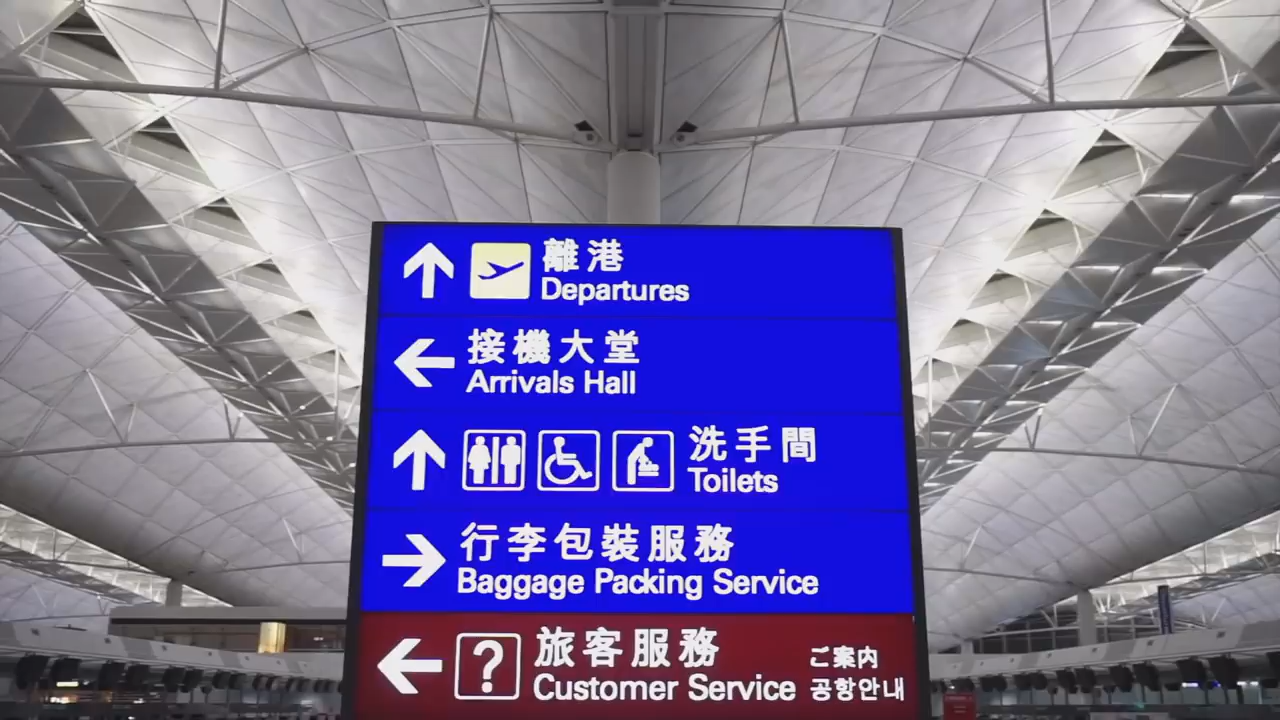 離港
Departures
接機大堂
Arrivals Hall
洗手間
Toilets
行李包裝服務
Baggage Packing Service
旅客服務
Customer Service
ご案内
공항안내